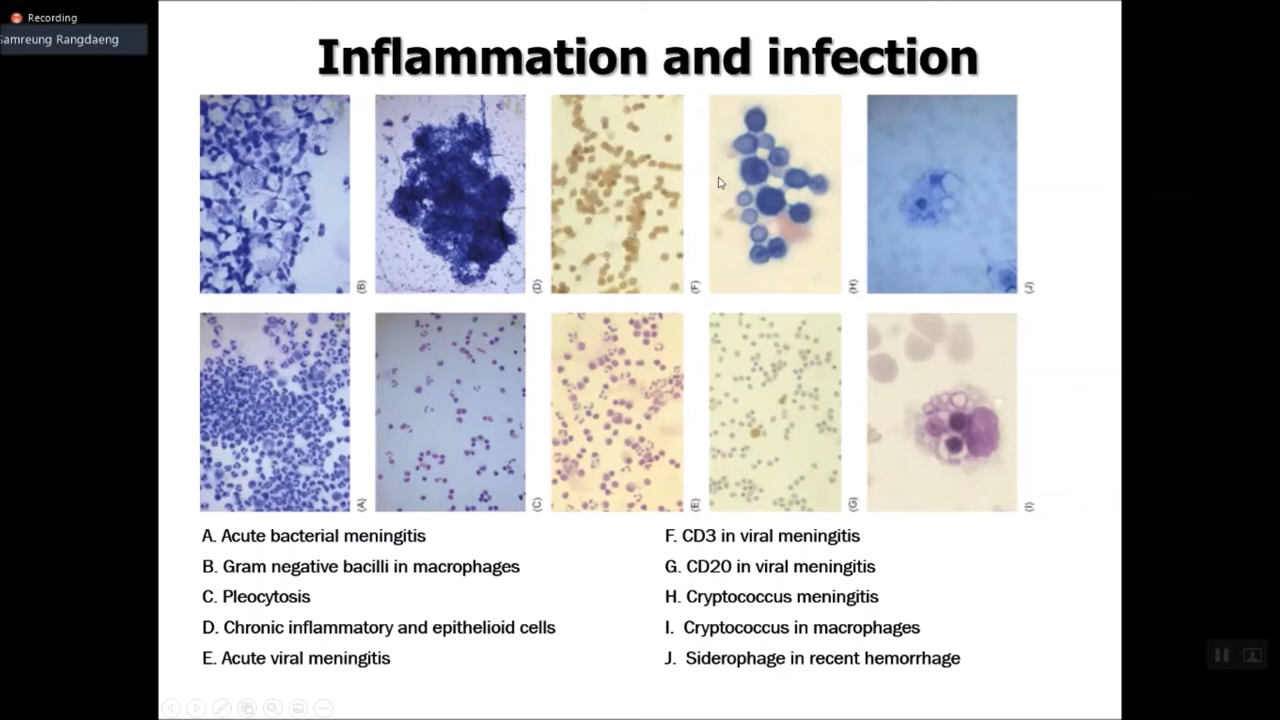 Recording
Samreung Rangdaeng
Inflammation and infection
(B)
(D)
(F)
(H)
(J)
(A)
(C)
(E)
(G)
(I)
A. Acute bacterial meningitis
B. Gram negative bacilli in macrophages
C. Pleocytosis
D. Chronic inflammatory and epithelioid cells
E. Acute viral meningitis
F. CD3 in viral meningitis
G. CD20 in viral meningitis
H. Cryptococcus meningitis
I. Cryptococcus in macrophages
J. Siderophage in recent hemorrhage